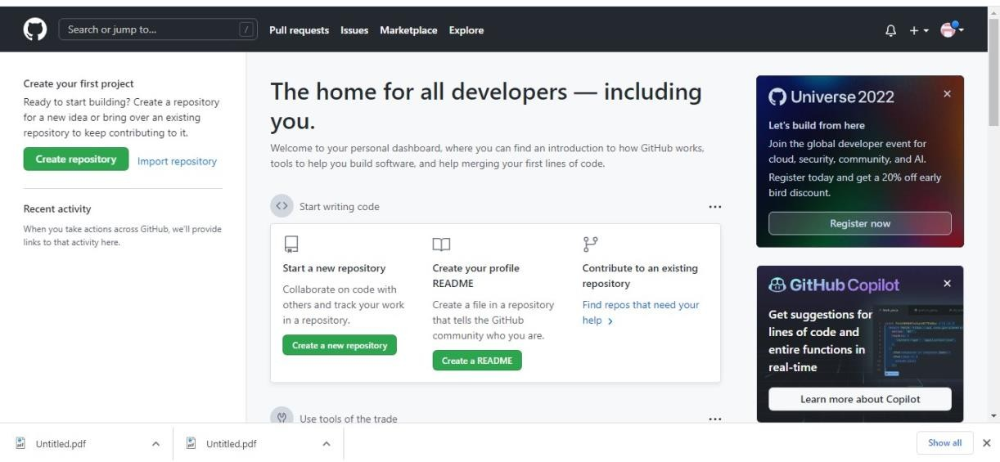 Search or jump to...
/
Pull requests Issues Marketplace Explore
Create your first project
Ready to start building? Create a repository
for a new idea or bring over an existing
repository to keep contributing to it.
Create repository
Import repository
Recent activity
When you take actions across GitHub, we'll provide
links to that activity here.
The home for all developers — including
you.
Welcome to your personal dashboard, where you can find an introduction to how GitHub works,
tools to help you build software, and help merging your first lines of code.
Start writing code
Start a new repository
Collaborate on code with
others and track your work
in a repository.
Create a new repository
Create your profile
README
Create a file in a repository
that tells the GitHub
community who you are.
Create a README
Contribute to an existing
repository
Find repos that need your
help
Use tools of the trade
Universe 2022
Let's build from here
Join the global developer event for
cloud, security, community, and AI.
Register today and get a 20% off early
bird discount.
Register now
GitHub Copilot
Get suggestions for
lines of code and
entire functions in
real-time
Learn more about Copilot
Untitled.pdf
Untitled.pdf
Show all